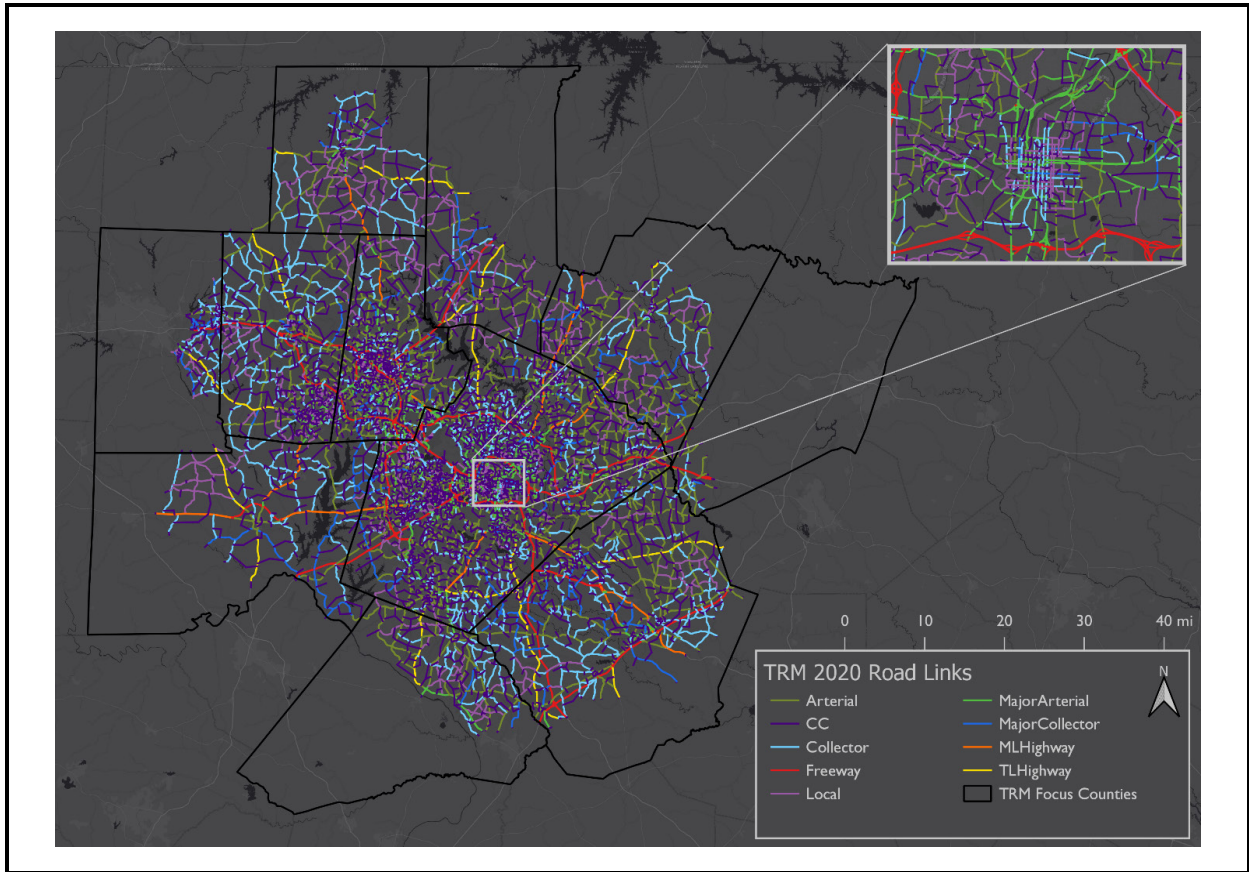 0 10 20 30 40 mi
TRM 2020 Road Links
N
Arterial
CC
Collector
Freeway
Local
MajorArterial
MajorCollector
MLHighway
TLHighway
TRM Focus Counties